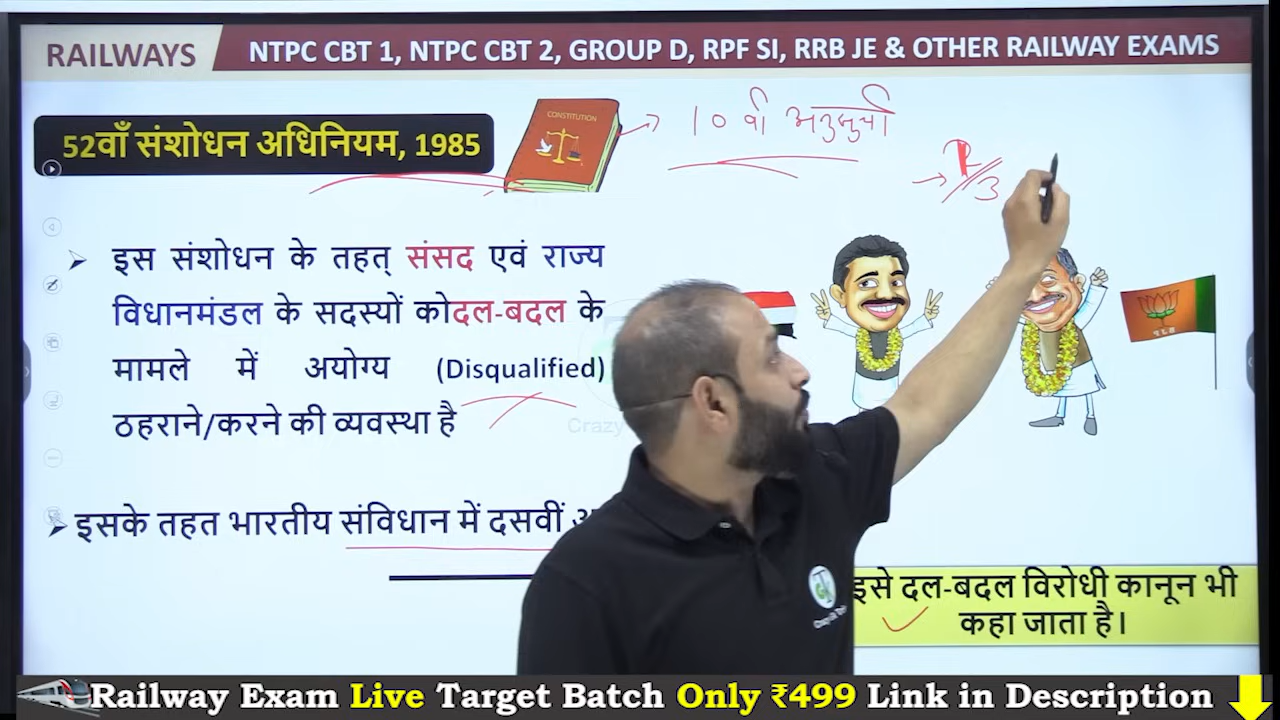 RAILWAYS
NTPC CBT 1, NTPC CBT 2, GROUP D, RPF SI, RRB JE & OTHER RAILWAY EXAMS
52वाँ संशोधन अधिनियम, 1985
CONSTITUTION
10वी अनुसुची
2/3
इस संशोधन के तहत् संसद एवं राज्य
विधानमंडल के सदस्यों कोदल-बदल के
मामले में अयोग्य (Disqualified)
ठहराने/करने की व्यवस्था है
Crazy
इसके तहत भारतीय संविधान में दसवीं
इसे दल-बदल विरोधी कानून भी
कहा जाता है।
Railway Exam Live Target Batch Only ₹499 Link in Description